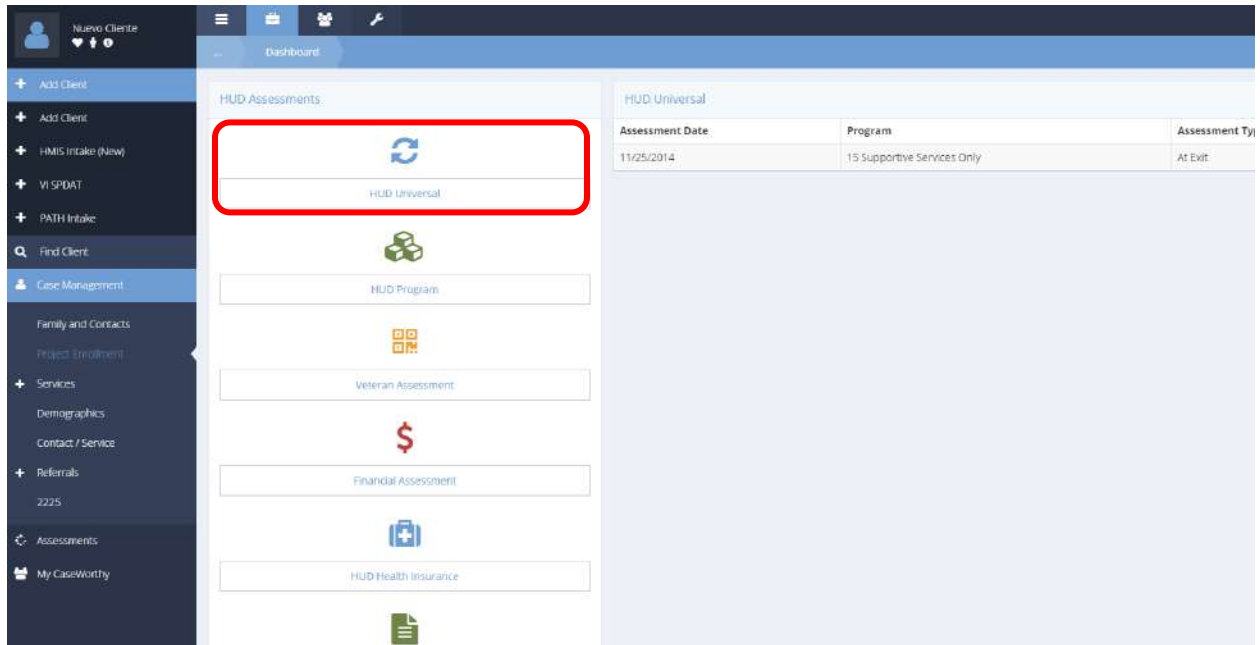 Nuevo Cliente
... Dashboard
Add Client
Add Client
HMIS Intake (New)
VI SPDAT
PATH Intake
Find Client
Case Management
Family and Contacts
Project Enrollment
Services
Demographics
Contact / Service
Referrals
2225
Assessments
My CaseWorthy
HUD Assessments
HUD Universal
HUD Program
Veteran Assessment
Financial Assessment
HUD Health Insurance
HUD Universal
Assessment Date Program Assessment Typ
11/25/2014 15 Supportive Services Only At Exit